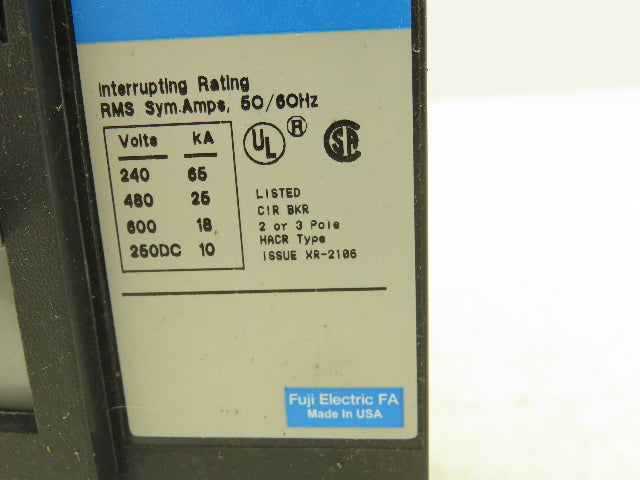 Interrupting Rating
RMS Sym.Amps, 50/60Hz
Volts KA
240 65
480 25
600 18
250DC 10
UL ®
SA
LISTED
CIR BKR
2 or 3 Pole
HACR Type
ISSUE XR-2106
Fuji Electric FA
Made In USA